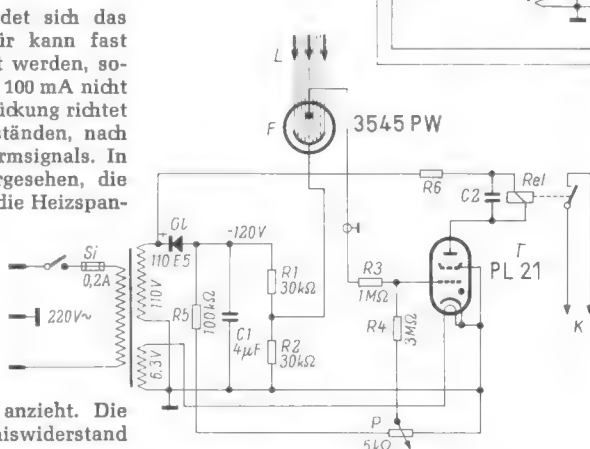 det sich das
ür kann fast
t werden, so-
100 mA nicht
ückung richtet
ständen, nach
rmsignals. In
rgesehen, die
die Heizspan-
L
F
3545 PW
R6
C2
Rel
Gl
110 E5
-120V
+
Si
0,2A
220V~
110V
6,3V
R5
100kΩ
C1
4µF
R1
30kΩ
R2
30kΩ
R3
1MΩ
R4
3MΩ
T
PL 21
K
P
5kΩ
anzieht. Die
niswiderstand